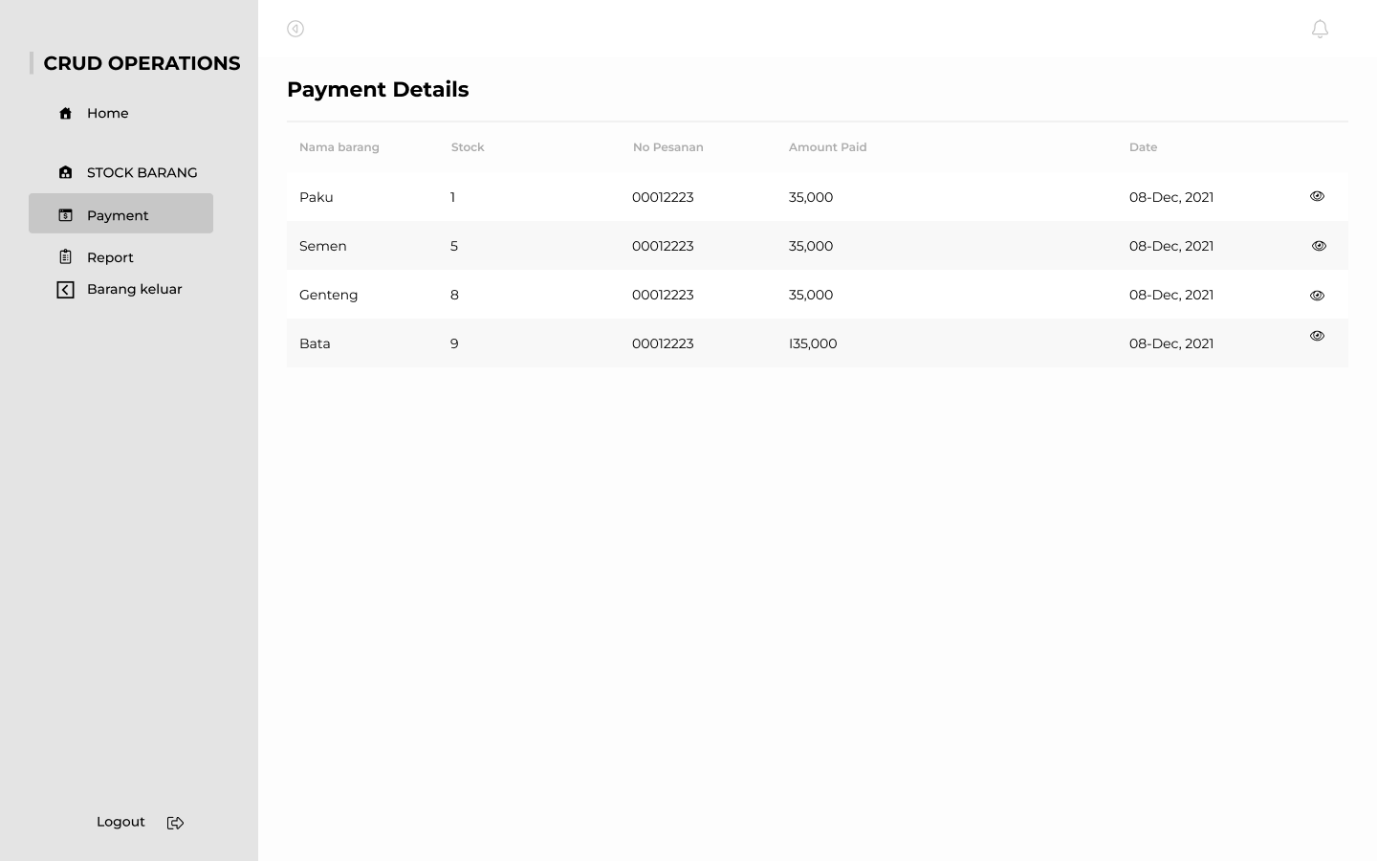 CRUD OPERATIONS
Home
STOCK BARANG
Payment
Report
Barang keluar
Logout
Payment Details
Nama barang Stock No Pesanan Amount Paid Date
Paku 1 00012223 35,000 08-Dec, 2021
Semen 5 00012223 35,000 08-Dec, 2021
Genteng 8 00012223 35,000 08-Dec, 2021
Bata 9 00012223 I35,000 08-Dec, 2021